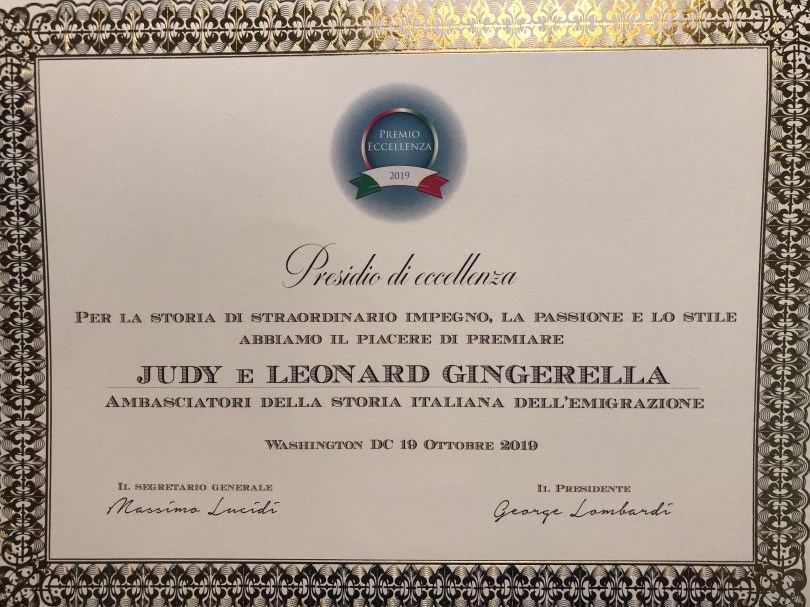 PREMIO
ECCELLENZA
2019
Presidio di eccellenza
PER LA STORIA DI STRAORDINARIO IMPEGNO, LA PASSIONE E LO STILE
ABBIAMO IL PIACERE DI PREMIARE
JUDY E LEONARD GINGERELLA
AMBASCIATORI DELLA STORIA ITALIANA DELL'EMIGRAZIONE
WASHINGTON DC 19 OTTOBRE 2019
IL SEGRETARIO GENERALE
Massimo Lucidi
IL PRESIDENTE
George Lombardi